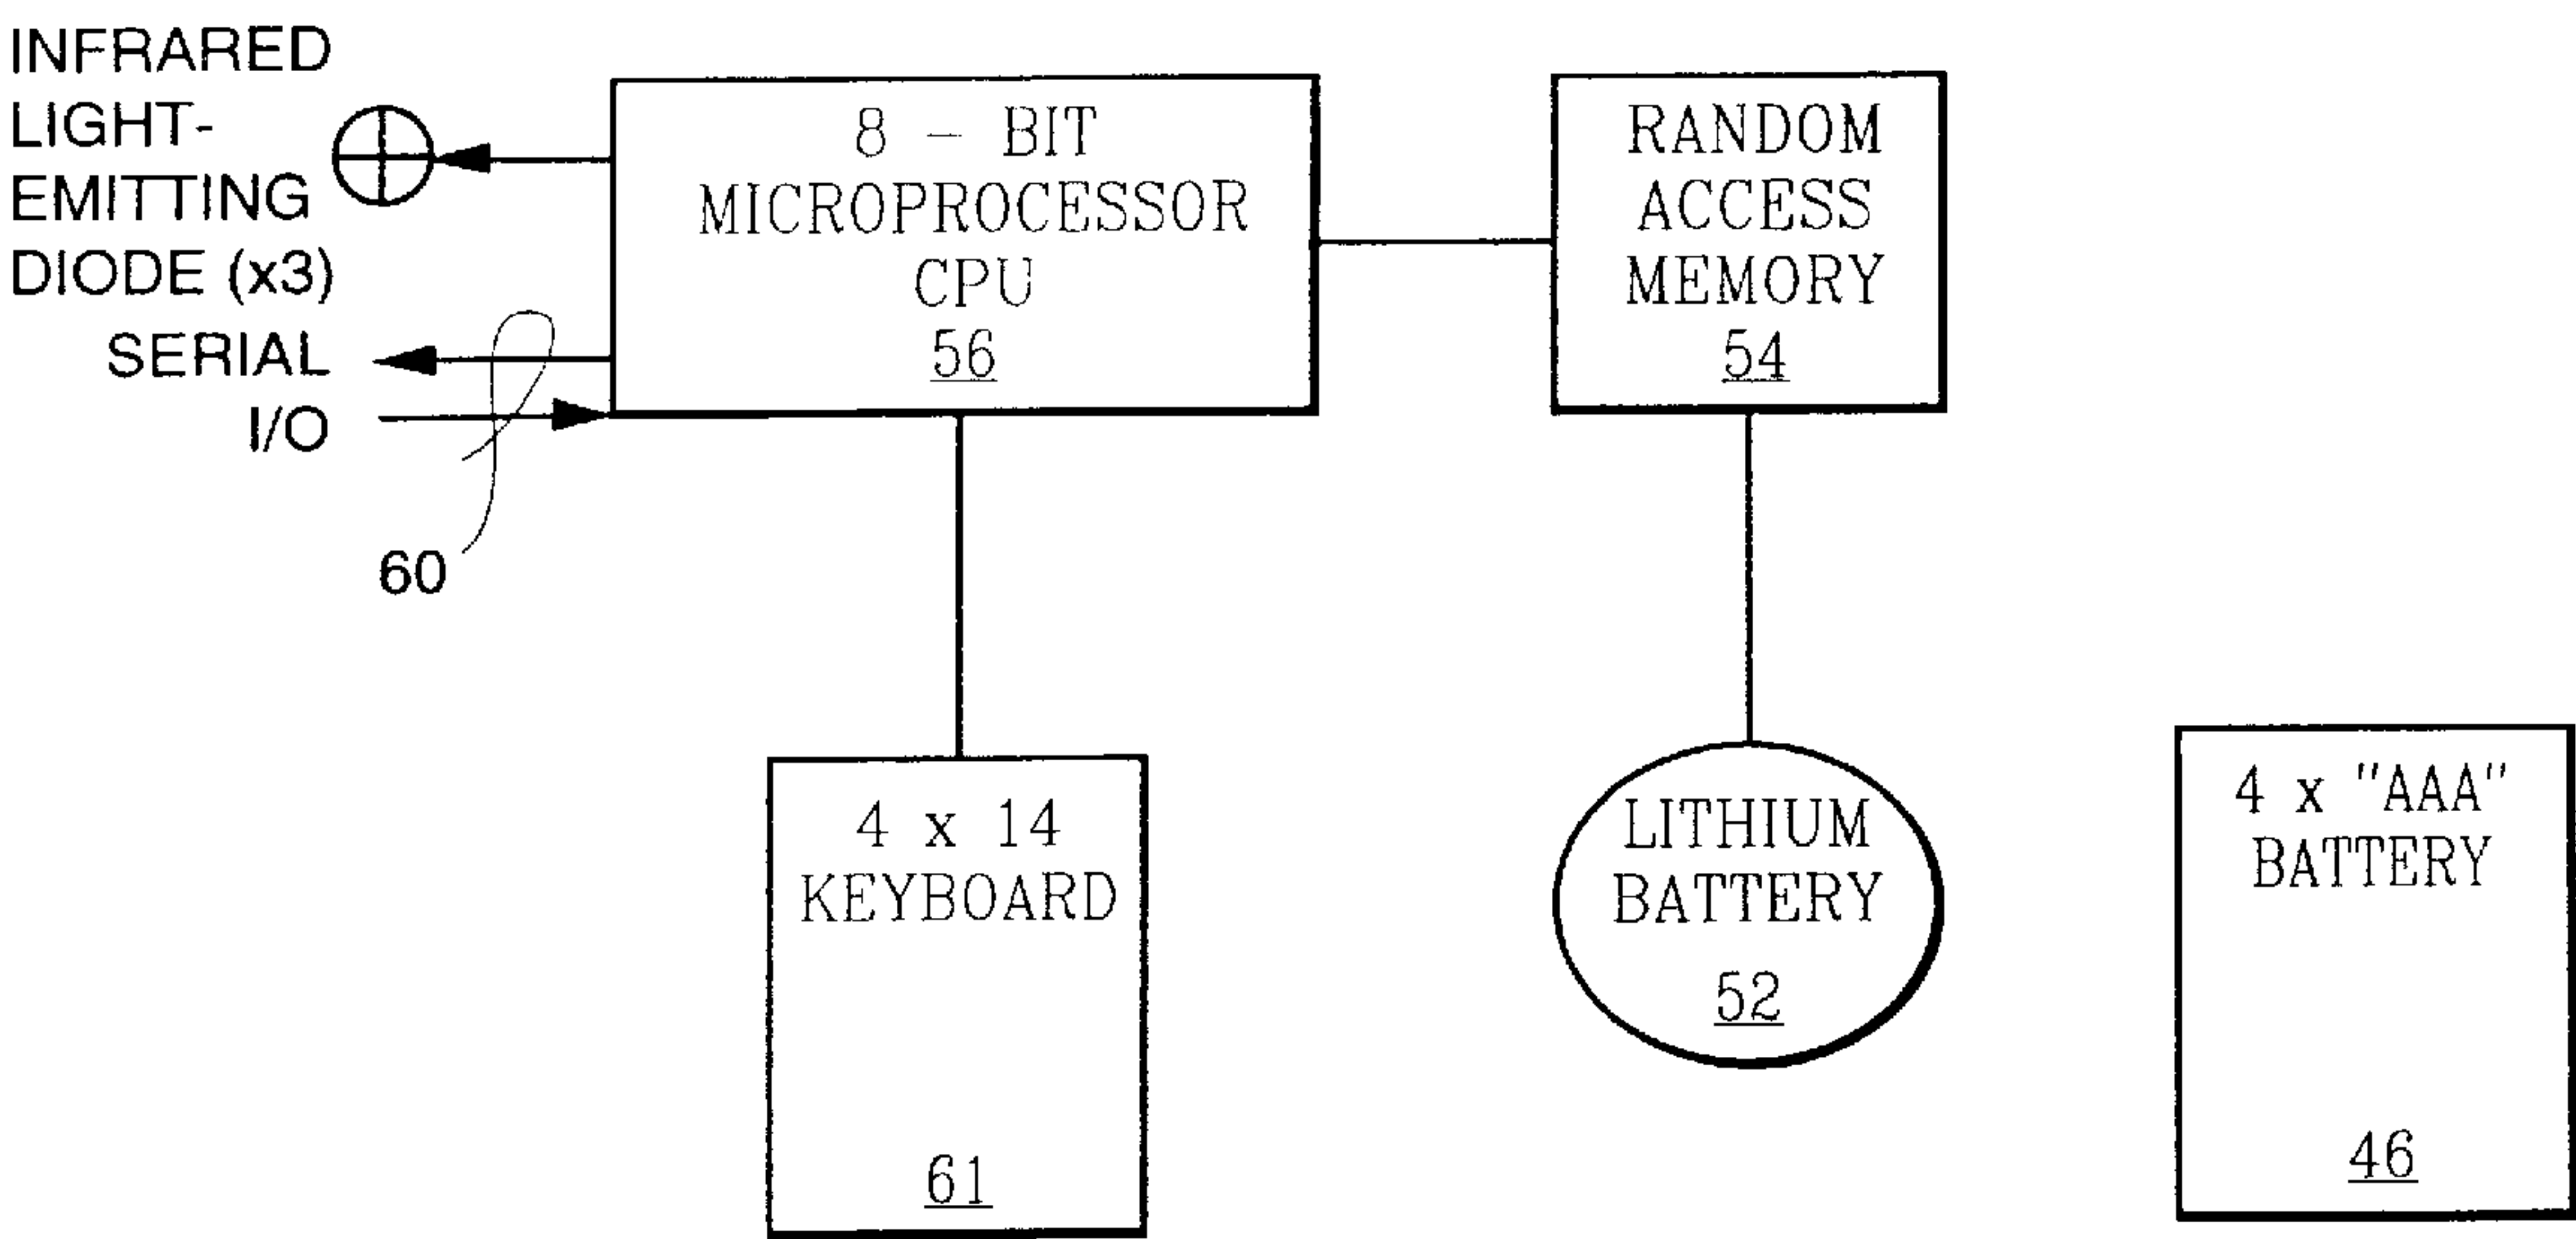 INFRARED
LIGHT-
EMITTING
DIODE (x3)
SERIAL
I/O
60
8 - BIT
MICROPROCESSOR
CPU
56
RANDOM
ACCESS
MEMORY
54
4 x 14
KEYBOARD
61
LITHIUM
BATTERY
52
4 x "AAA"
BATTERY
46